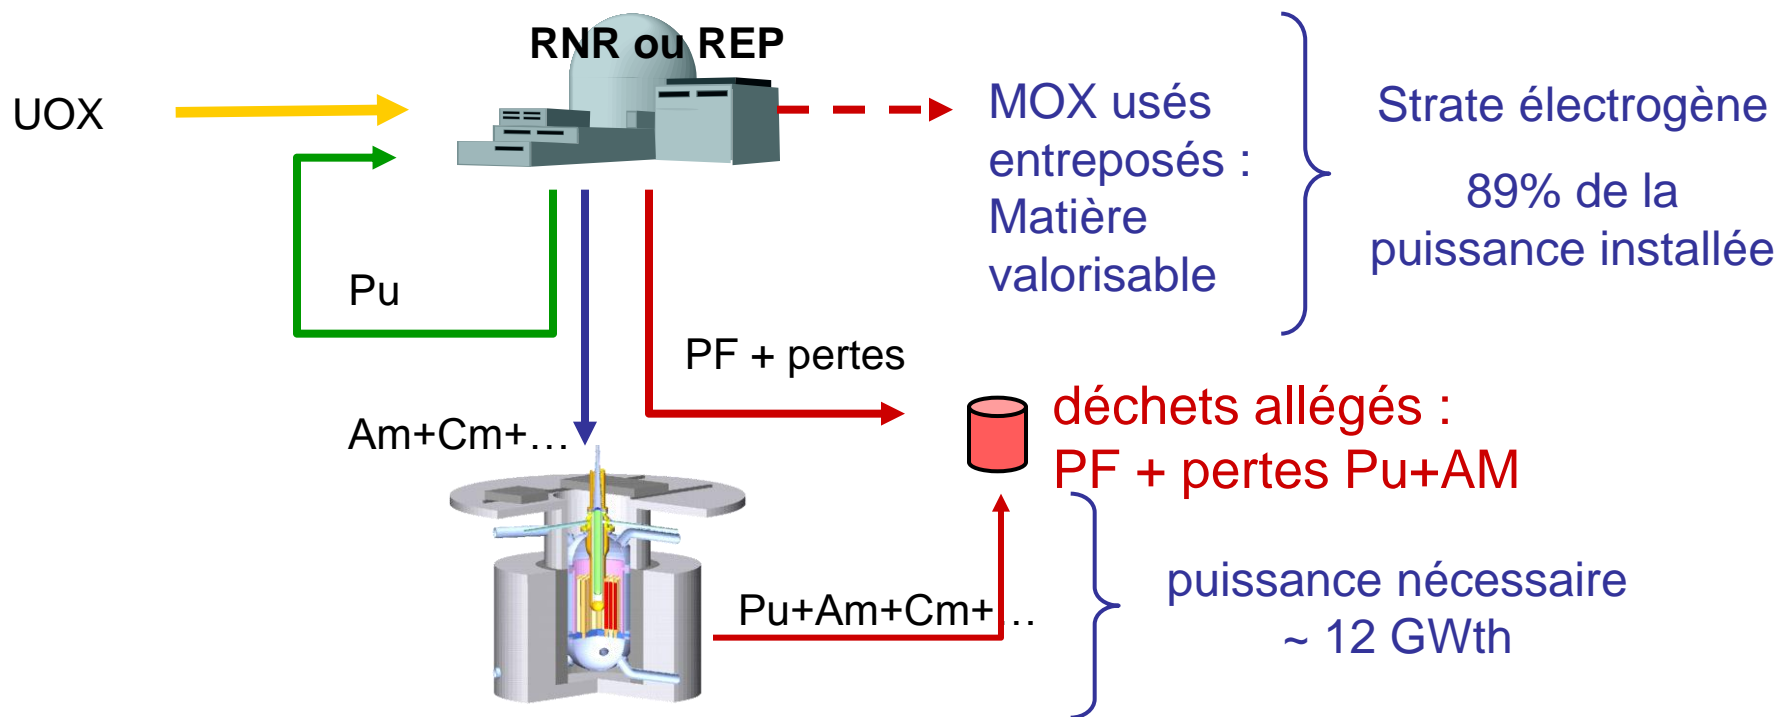 RNR ou REP
UOX
MOX usés
entreposés :
Matière
valorisable
Strate électrogène
89% de la
puissance installée
Pu
PF + pertes
Am+Cm+…
déchets allégés :
PF + pertes Pu+AM
Pu+Am+Cm+…
puissance nécessaire
~ 12 GWth